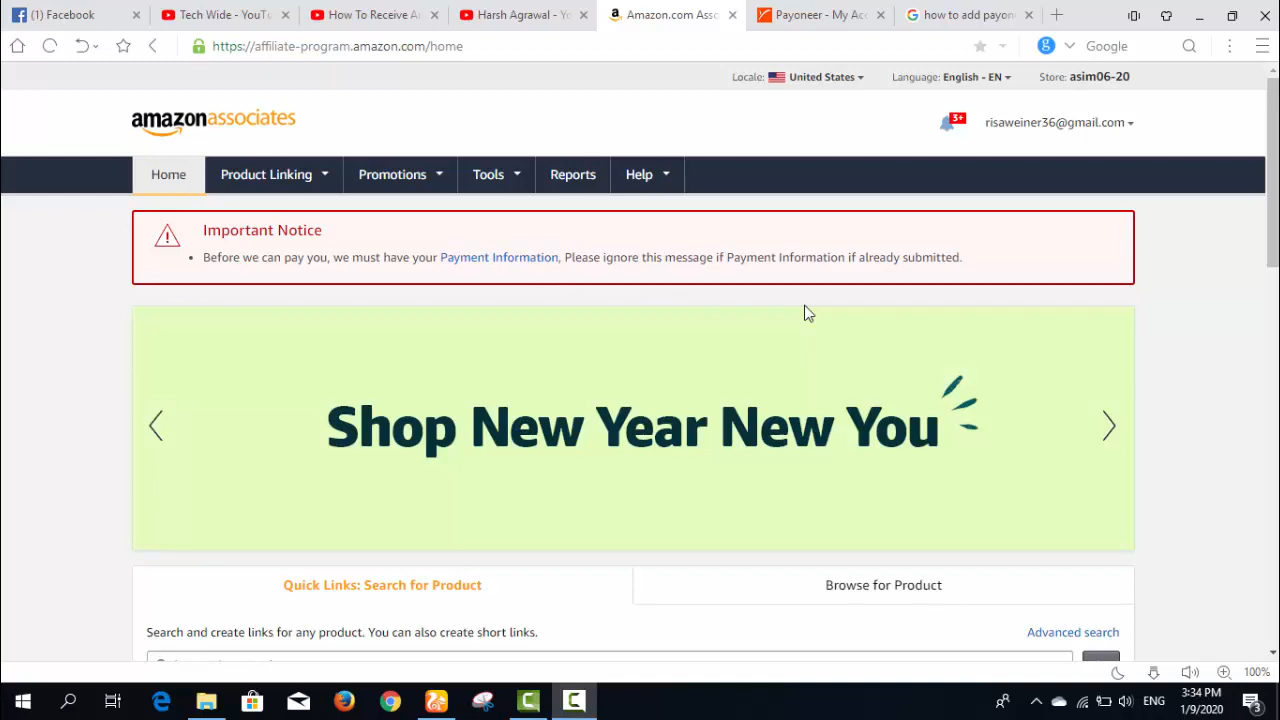 (1) Facebook
Tech Wide - YouTu
How To Receive A
Harsh Agrawal - Yo
Amazon.com Asso
Payoneer - My Ac
how to add payon
https://affiliate-program.amazon.com/home
Google
Locale: United States
Language: English - EN
Store: asim06-20
amazonassociates
3+
risaweiner36@gmail.com
Home
Product Linking
Promotions
Tools
Reports
Help
Important Notice
• Before we can pay you, we must have your Payment Information, Please ignore this message if Payment Information if already submitted.
Shop New Year New You
Quick Links: Search for Product
Browse for Product
Search and create links for any product. You can also create short links.
Advanced search
100%
ENG
3:34 PM
1/9/2020
3